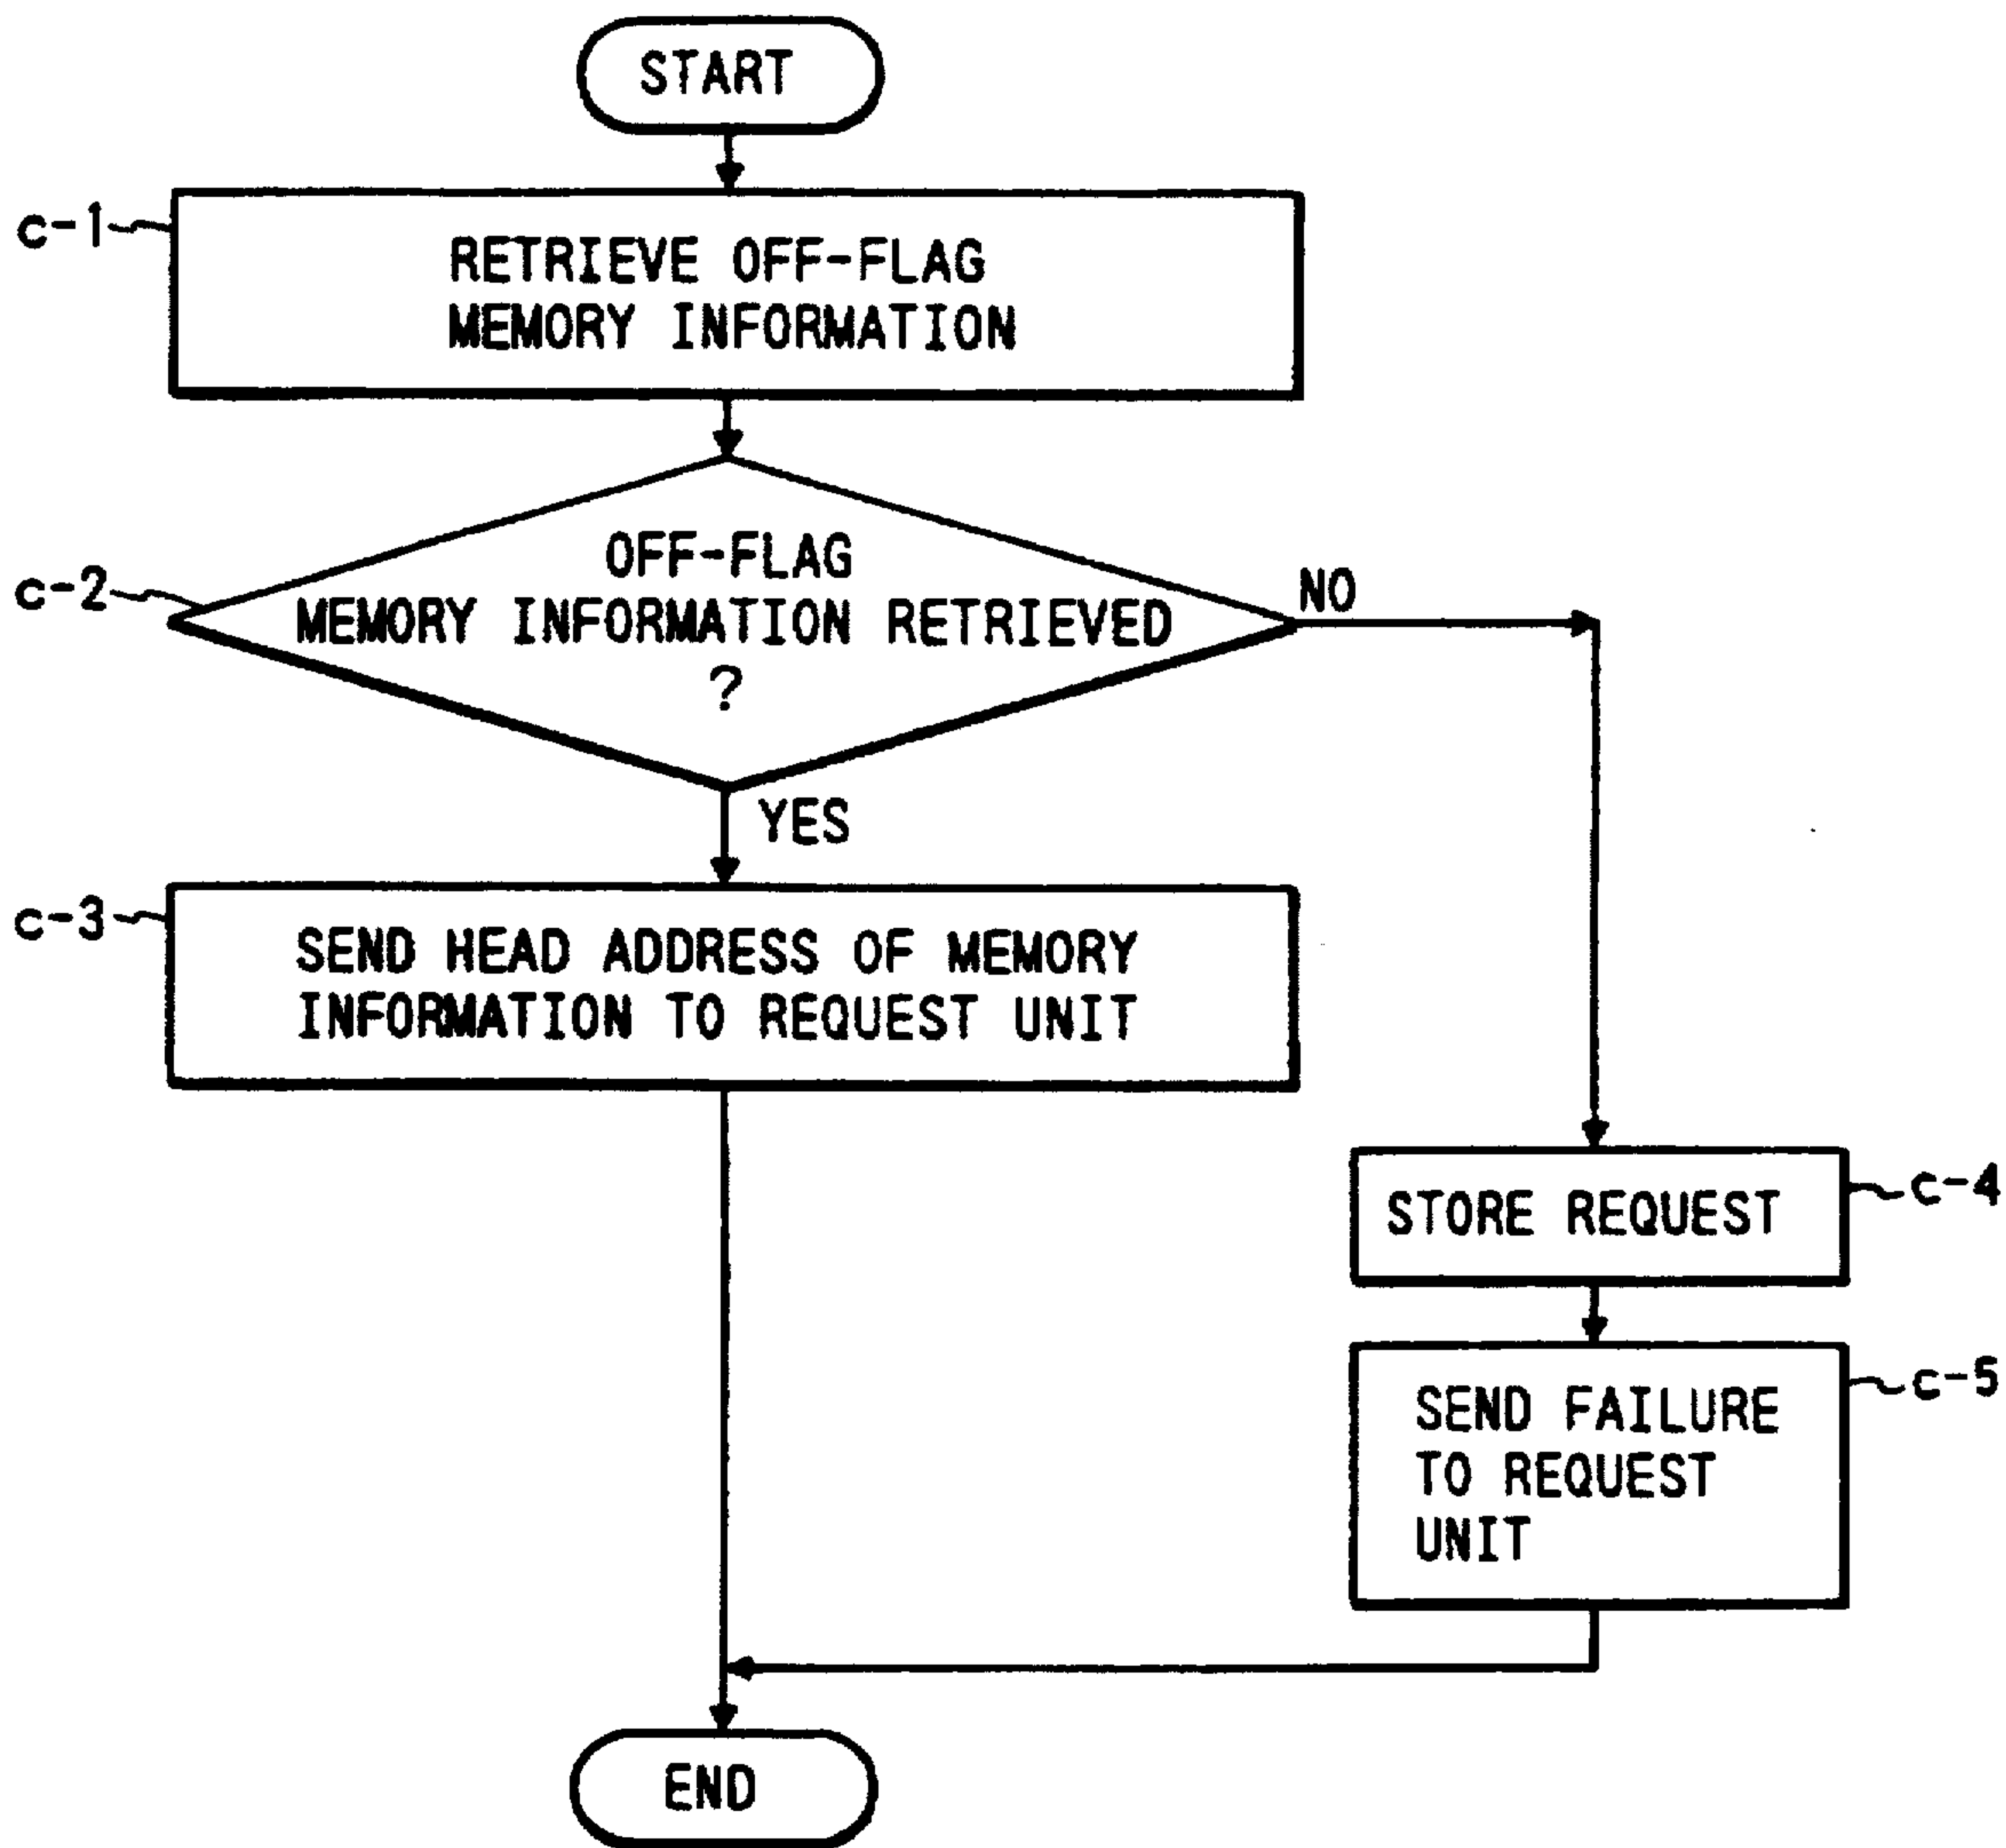 START
c-1
RETRIEVE OFF-FLAG
MEMORY INFORMATION
c-2
OFF-FLAG
MEMORY INFORMATION RETRIEVED
?
NO
YES
c-3
SEND HEAD ADDRESS OF MEMORY
INFORMATION TO REQUEST UNIT
STORE REQUEST
c-4
SEND FAILURE
TO REQUEST
UNIT
c-5
END